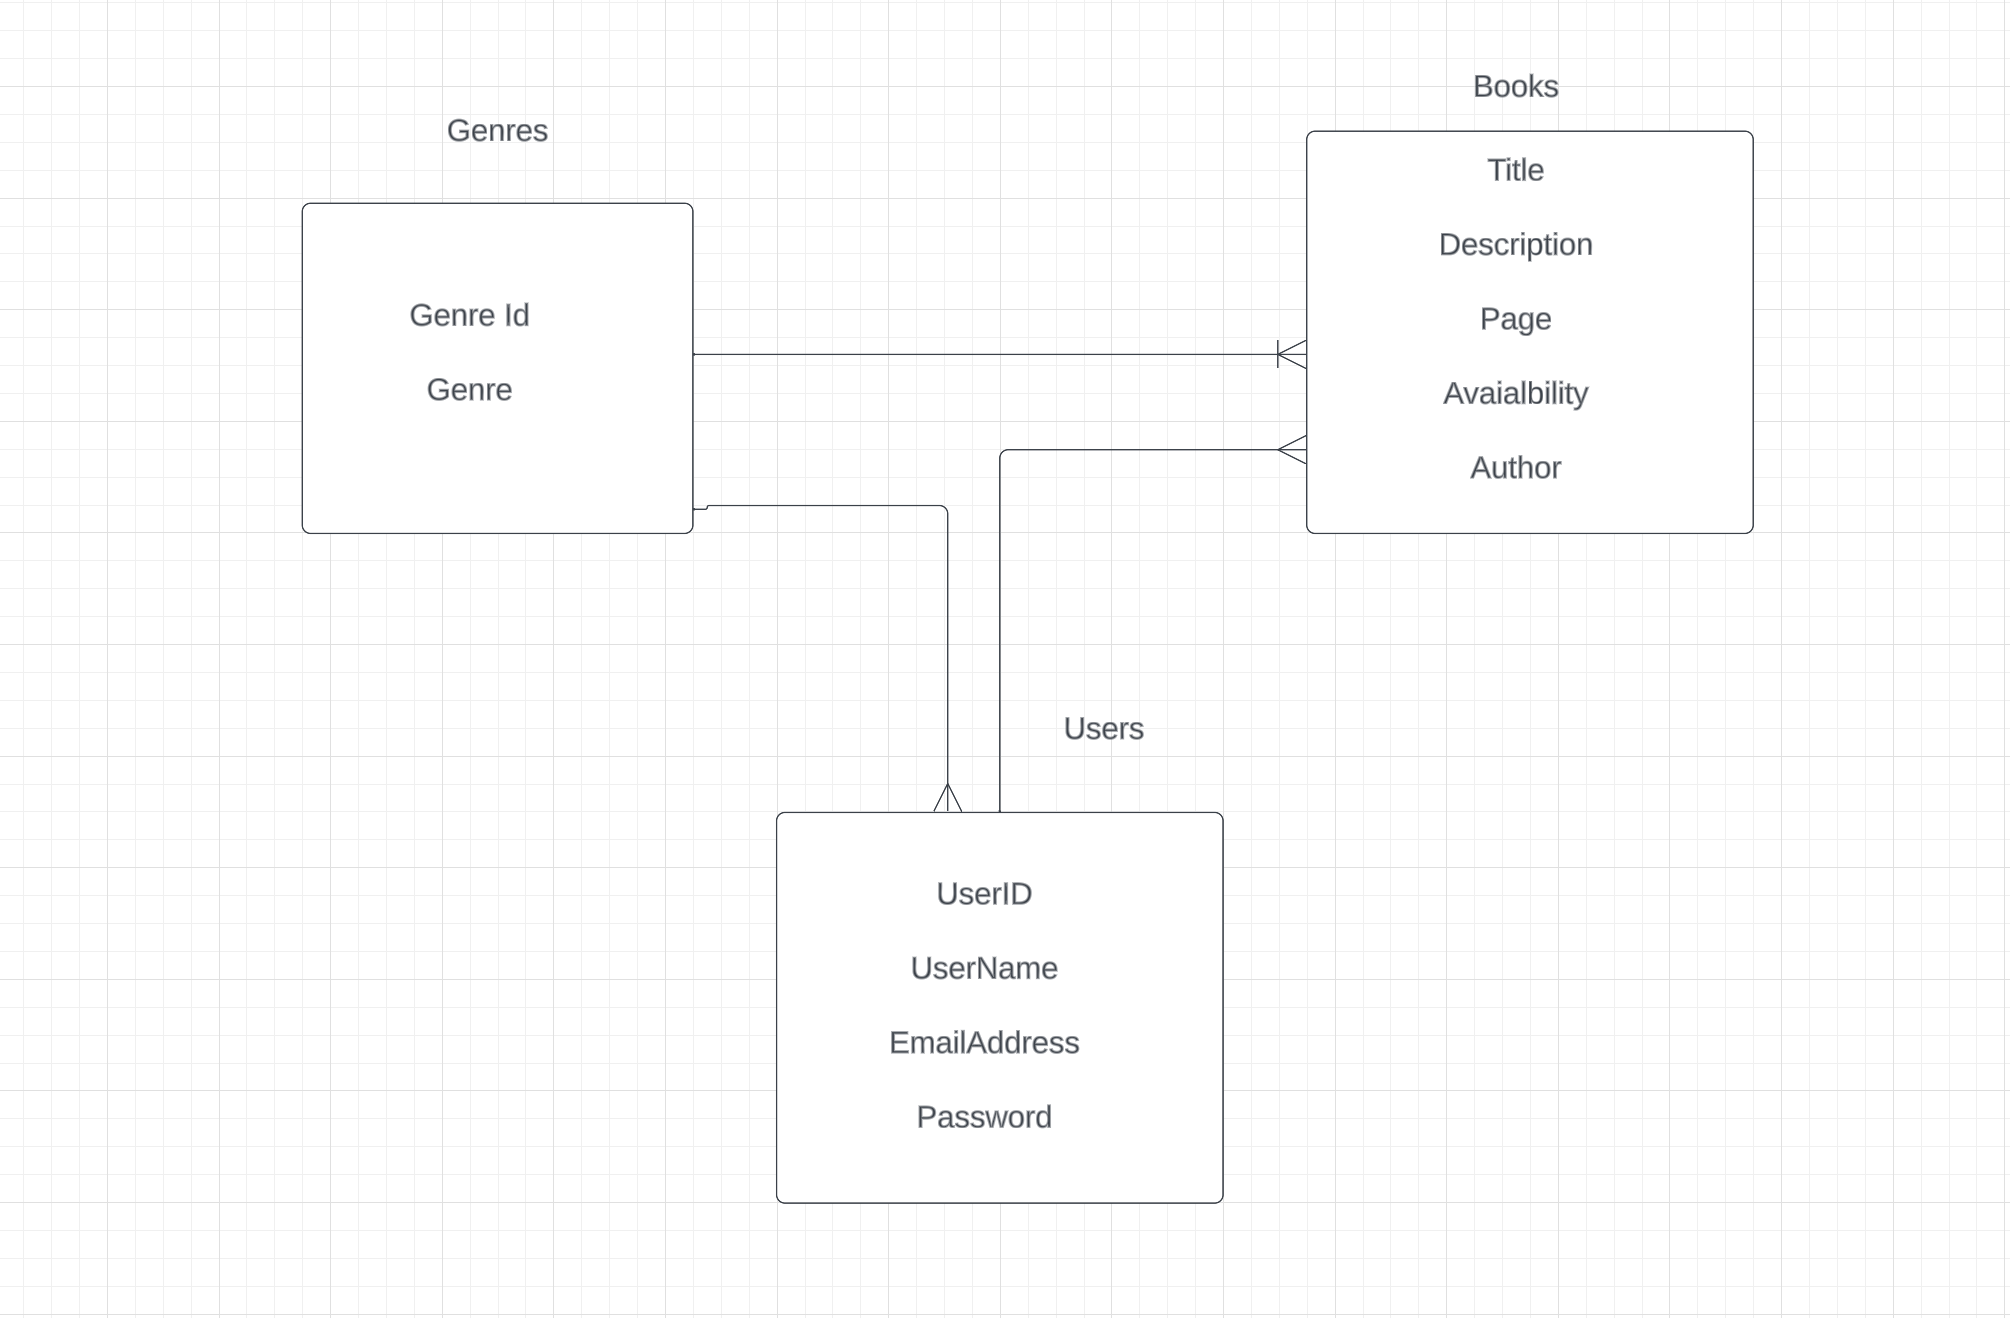 Genres
Genre Id
Genre
Books
Title
Description
Page
Avaialbility
Author
Users
UserID
UserName
EmailAddress
Password